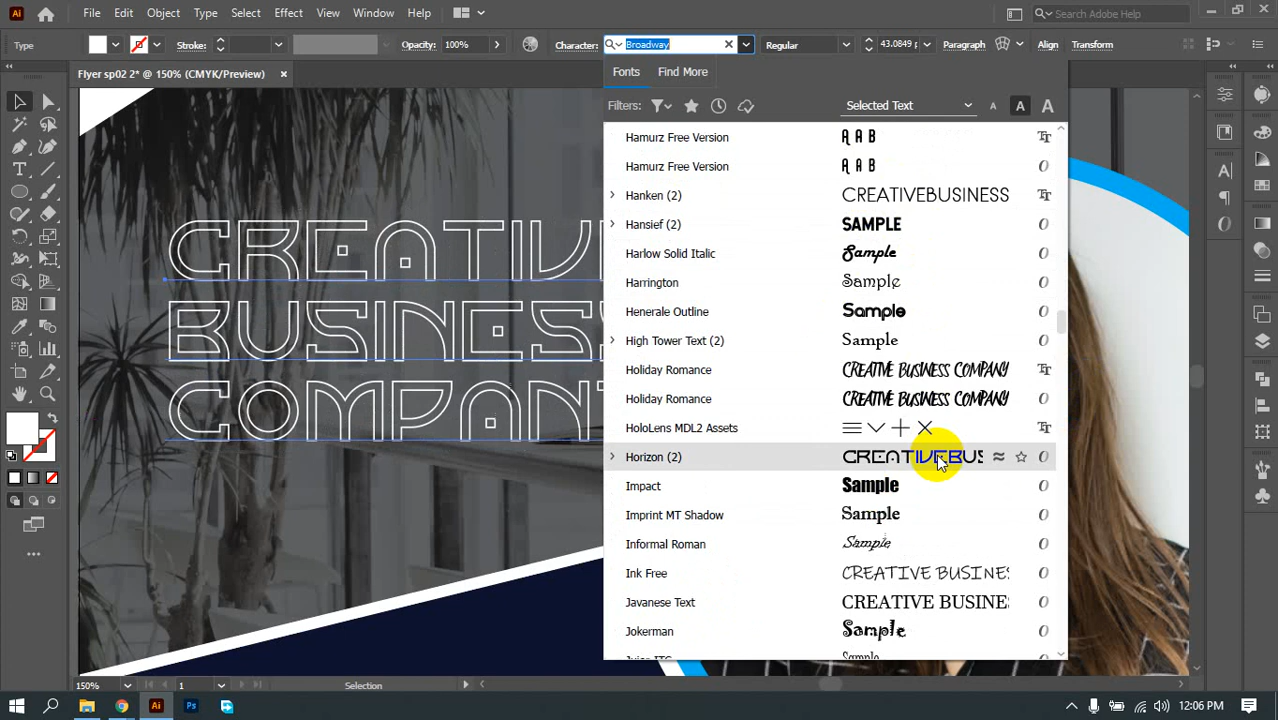 Ai
File Edit Object Type Select Effect View Window Help
Search Adobe Help
Type
Stroke:
Opacity: 100%
Character:
Broadway
Regular
43.0849 p
Paragraph
Align
Transform
Flyer sp02 2* @ 150% (CMYK/Preview)
Fonts
Find More
Filters:
Selected Text
A A A
Hamurz Free Version A A B
Hamurz Free Version A A B
Hanken (2) CREATIVEBUSINESS
Hansief (2) SAMPLE
Harlow Solid Italic Sample
Harrington Sample
Henerale Outline Sample
High Tower Text (2) Sample
Holiday Romance CREATIVE BUSINESS COMPANY
Holiday Romance CREATIVE BUSINESS COMPANY
HoloLens MDL2 Assets
Horizon (2) CREATIVEBUS
Impact Sample
Imprint MT Shadow Sample
Informal Roman Sample
Ink Free CREATIVE BUSINES
Javanese Text CREATIVE BUSINE
Jokerman Sample
CREATIVE
BUSINESS
COMPANY
150%
1
Selection
Ai
Ps
12:06 PM